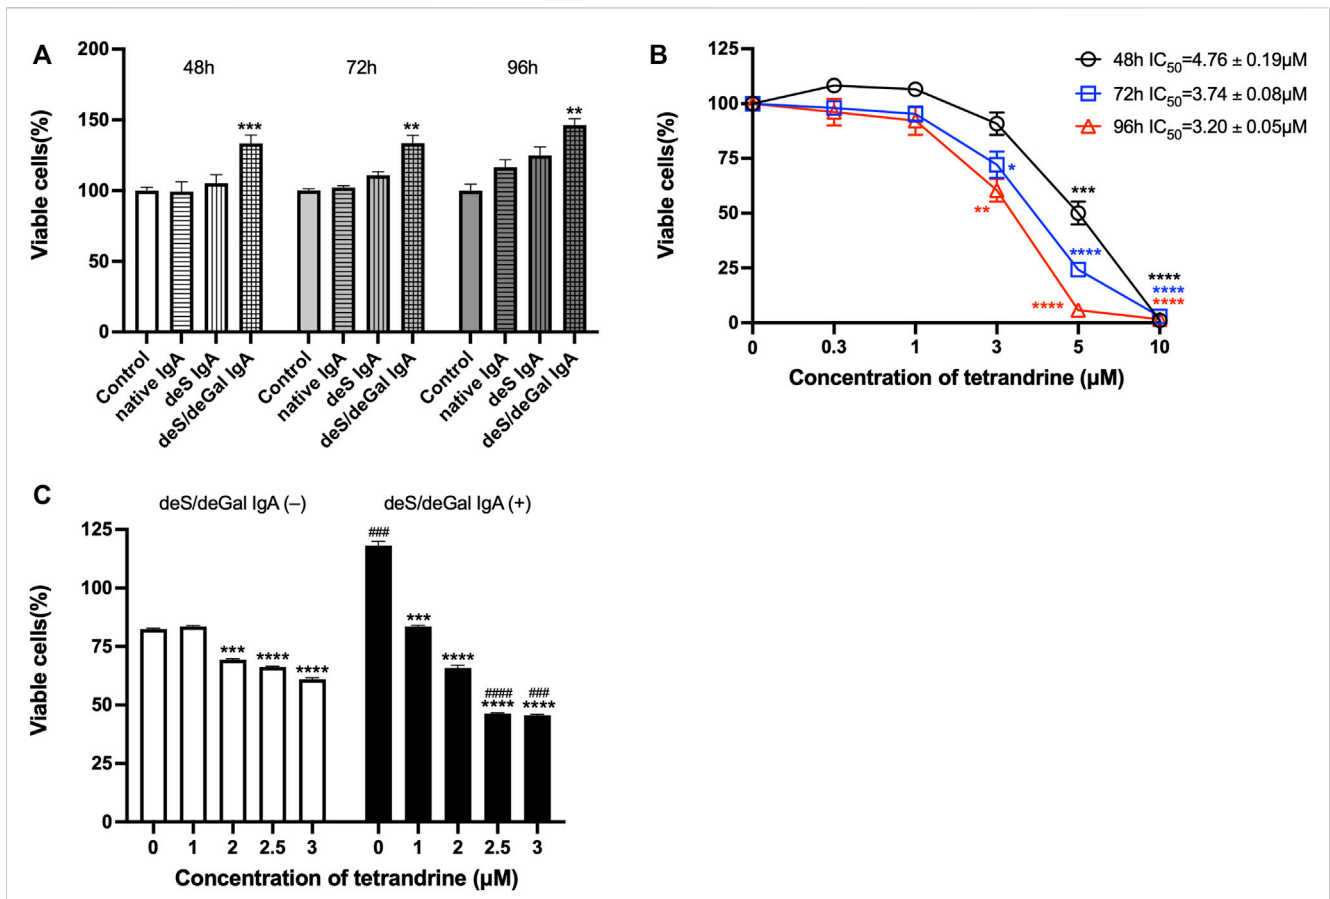 A
200
150
100
50
0
Viable cells(%)
48h
72h
96h
***
**
**
Control
native IgA
deS IgA
deS/deGal IgA
Control
native IgA
deS IgA
deS/deGal IgA
Control
native IgA
deS IgA
deS/deGal IgA
B
125
100
75
50
25
0
Viable cells(%)
48h IC50=4.76 ± 0.19µM
72h IC50=3.74 ± 0.08µM
96h IC50=3.20 ± 0.05µM
*
**
***
****
****
****
****
****
0 0.3 1 3 5 10
Concentration of tetrandrine (µM)
C
deS/deGal IgA (–)
deS/deGal IgA (+)
125
100
75
50
25
0
Viable cells(%)
***
****
****
###
***
****
####
****
###
****
0 1 2 2.5 3 0 1 2 2.5 3
Concentration of tetrandrine (µM)